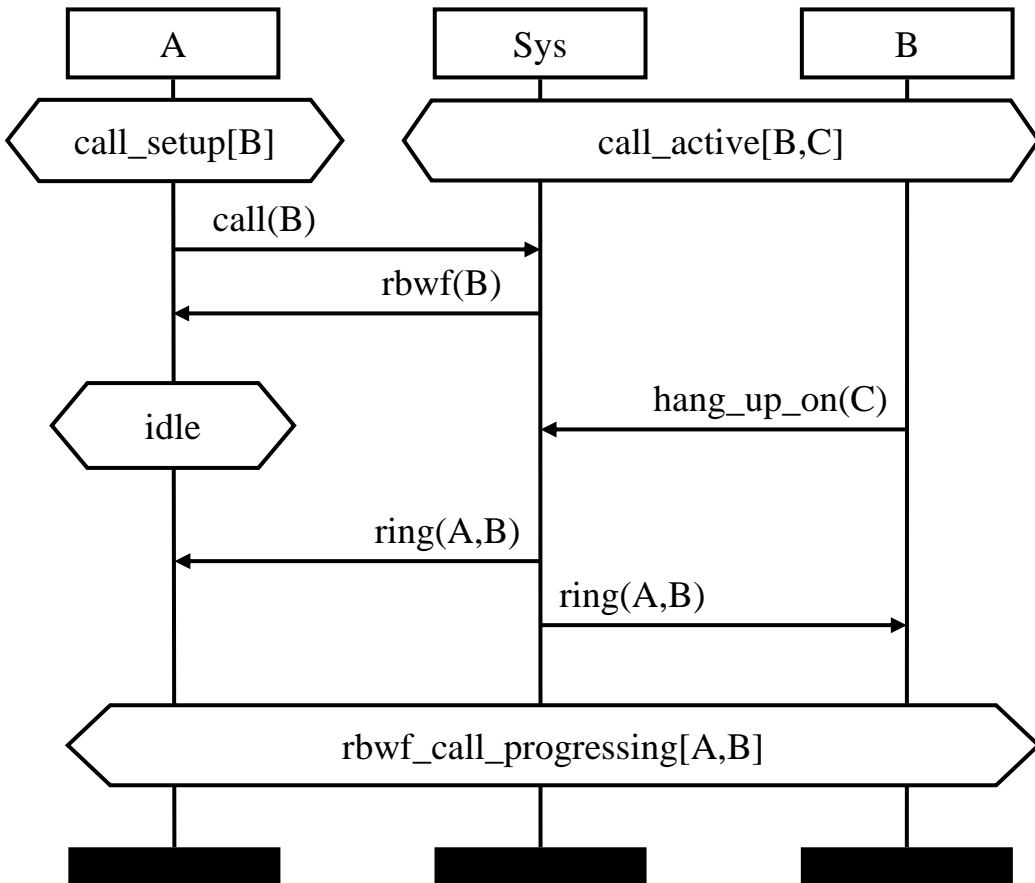 A
Sys
B
call_setup[B]
call_active[B,C]
call(B)
rbwf(B)
idle
hang_up_on(C)
ring(A,B)
ring(A,B)
rbwf_call_progressing[A,B]